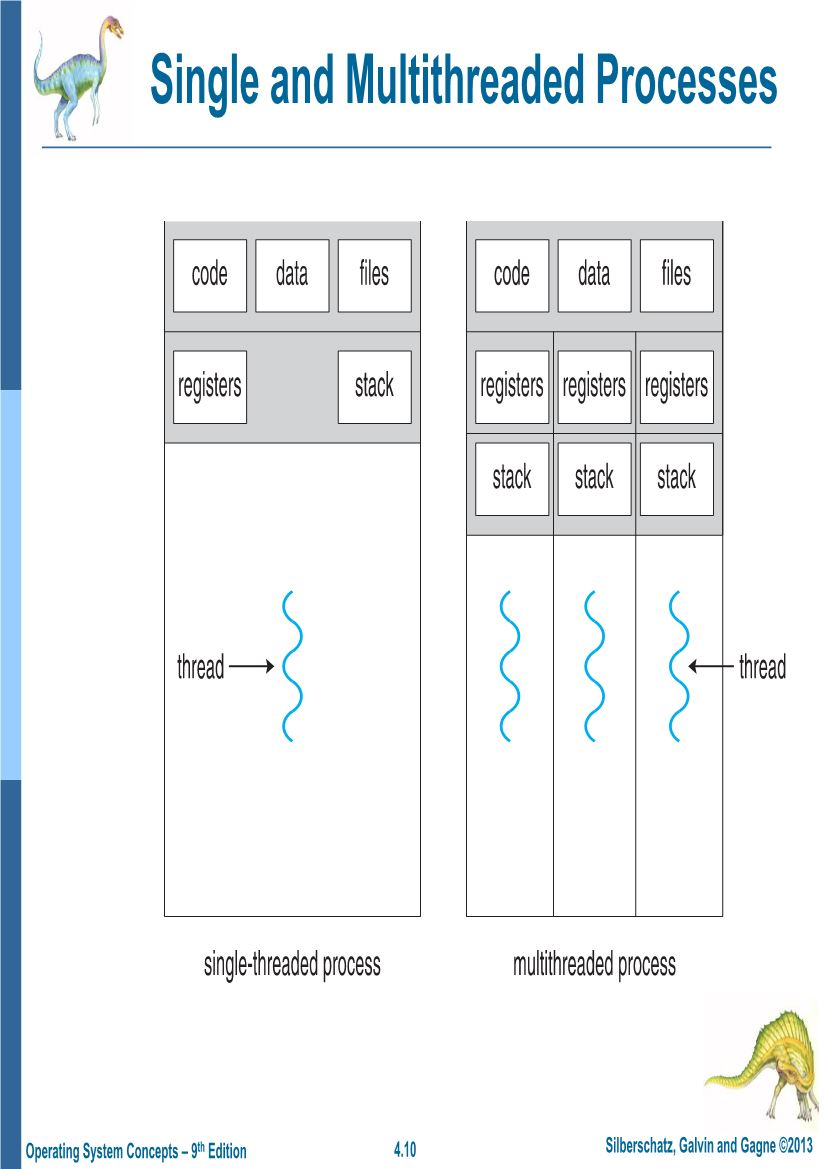 Single and Multithreaded Processes
code data files
registers stack
thread
single-threaded process
code data files
registers registers registers
stack stack stack
thread
multithreaded process
Operating System Concepts – 9th Edition
4.10
Silberschatz, Galvin and Gagne ©2013